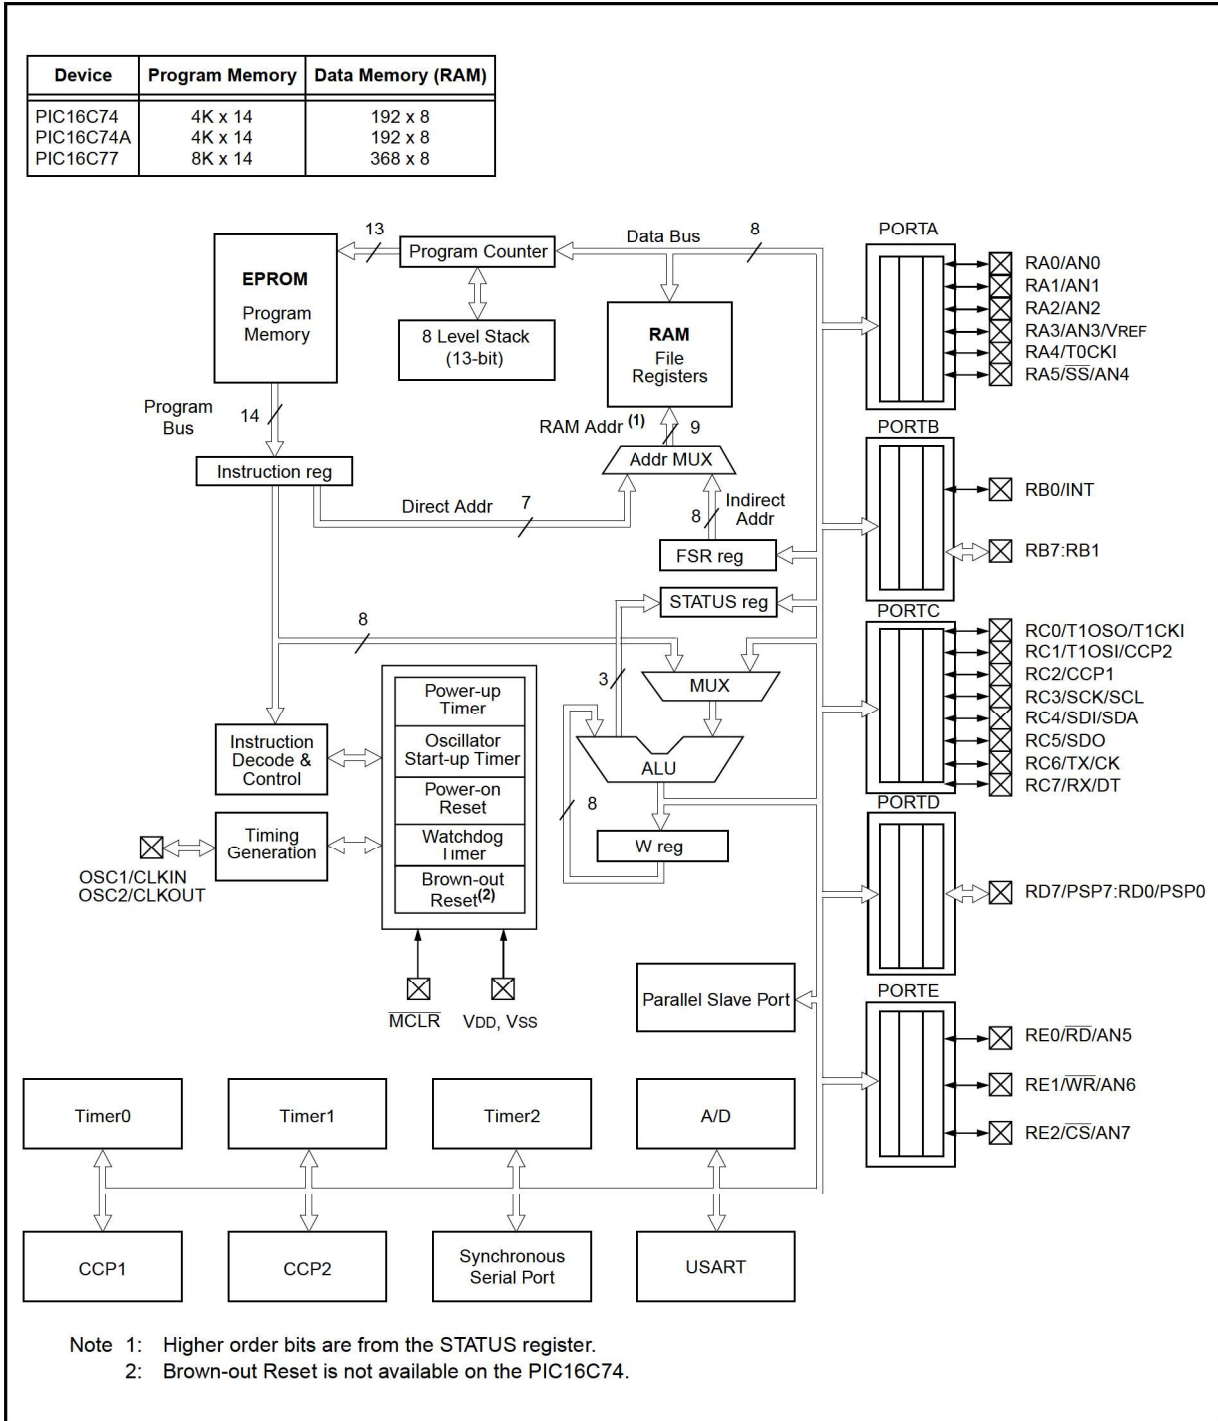 Device Program Memory Data Memory (RAM)
PIC16C74 4K x 14 192 x 8
PIC16C74A 4K x 14 192 x 8
PIC16C77 8K x 14 368 x 8
EPROM
Program
Memory
13
Program Counter
8 Level Stack
(13-bit)
Data Bus
8
RAM
File
Registers
Program
Bus
14
RAM Addr (1)
9
Addr MUX
Instruction reg
Direct Addr
7
8
Indirect
Addr
FSR reg
STATUS reg
8
3
MUX
ALU
8
W reg
Power-up
Timer
Oscillator
Start-up Timer
Power-on
Reset
Watchdog
Timer
Brown-out
Reset(2)
Instruction
Decode &
Control
Timing
Generation
OSC1/CLKIN
OSC2/CLKOUT
MCLR
VDD, VSS
Parallel Slave Port
PORTA
RA0/AN0
RA1/AN1
RA2/AN2
RA3/AN3/VREF
RA4/T0CKI
RA5/SS/AN4
PORTB
RB0/INT
RB7:RB1
PORTC
RC0/T1OSO/T1CKI
RC1/T1OSI/CCP2
RC2/CCP1
RC3/SCK/SCL
RC4/SDI/SDA
RC5/SDO
RC6/TX/CK
RC7/RX/DT
PORTD
RD7/PSP7:RD0/PSP0
PORTE
RE0/RD/AN5
RE1/WR/AN6
RE2/CS/AN7
Timer0
Timer1
Timer2
A/D
CCP1
CCP2
Synchronous
Serial Port
USART
Note 1: Higher order bits are from the STATUS register.
2: Brown-out Reset is not available on the PIC16C74.